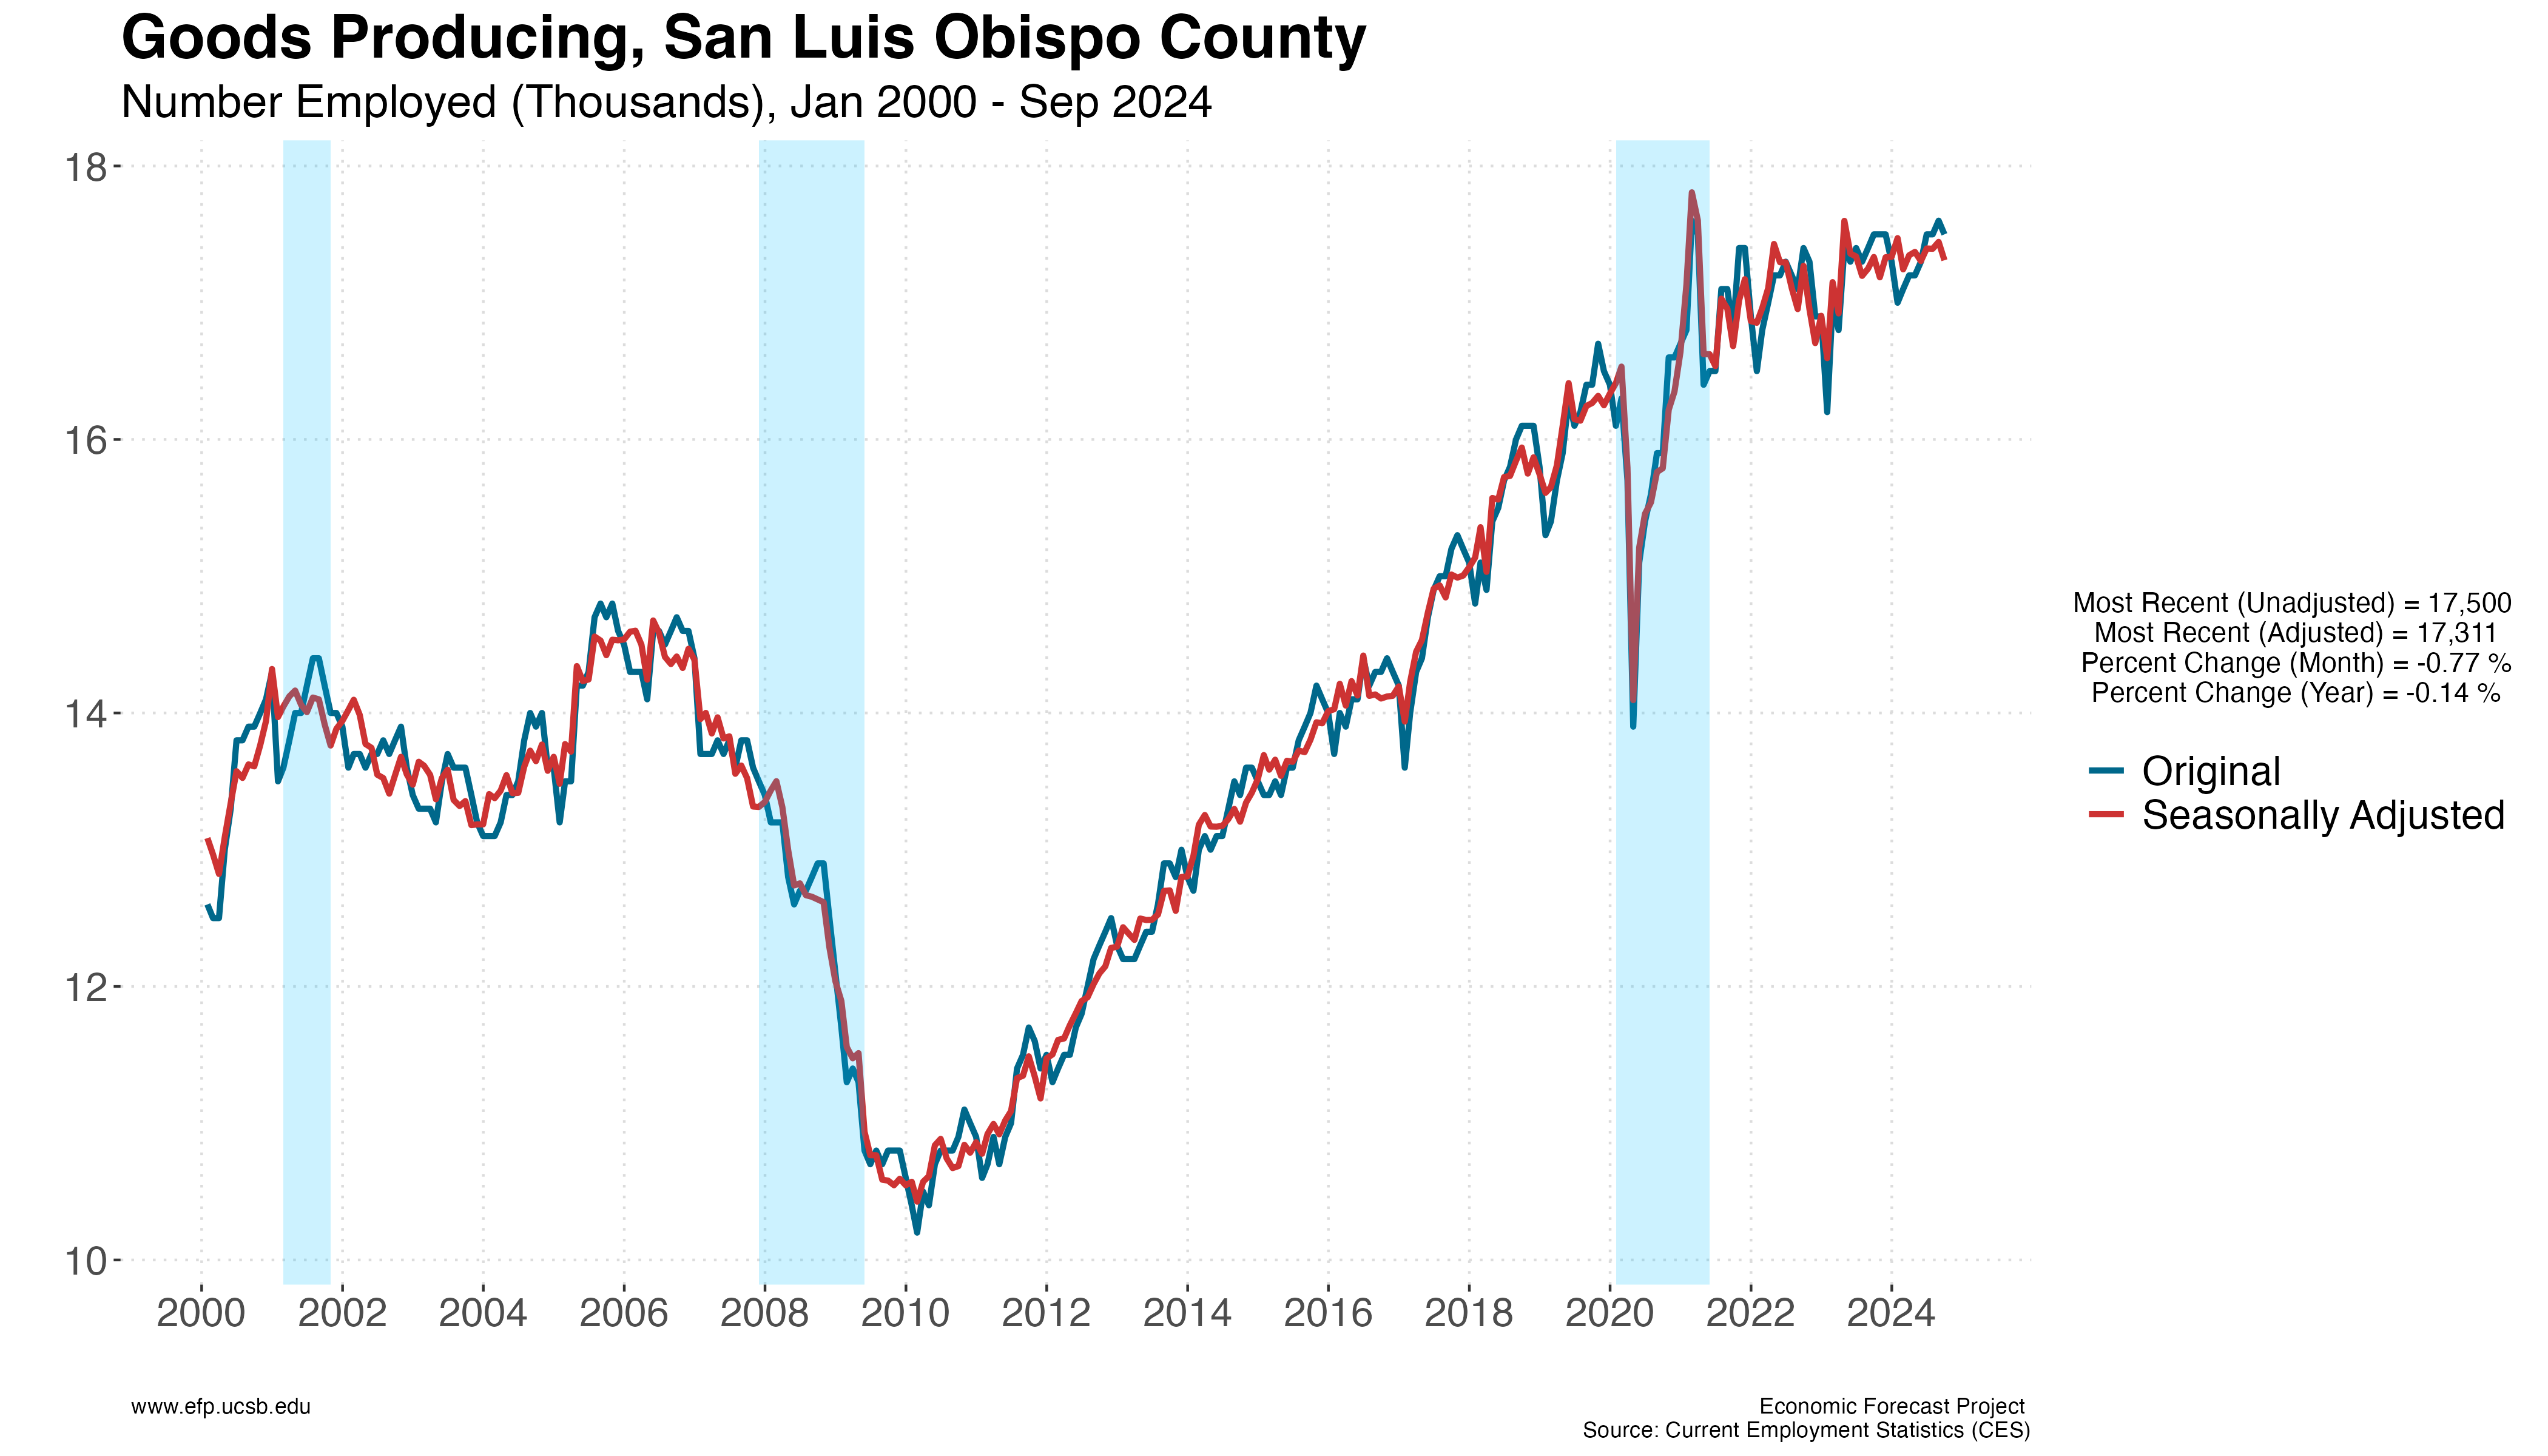 Goods Producing, San Luis Obispo County
Number Employed (Thousands), Jan 2000 - Sep 2024
18
16
14
12
10
2000 2002 2004 2006 2008 2010 2012 2014 2016 2018 2020 2022 2024
Most Recent (Unadjusted) = 17,500
Most Recent (Adjusted) = 17,311
Percent Change (Month) = -0.77 %
Percent Change (Year) = -0.14 %
Original
Seasonally Adjusted
www.efp.ucsb.edu
Economic Forecast Project
Source: Current Employment Statistics (CES)